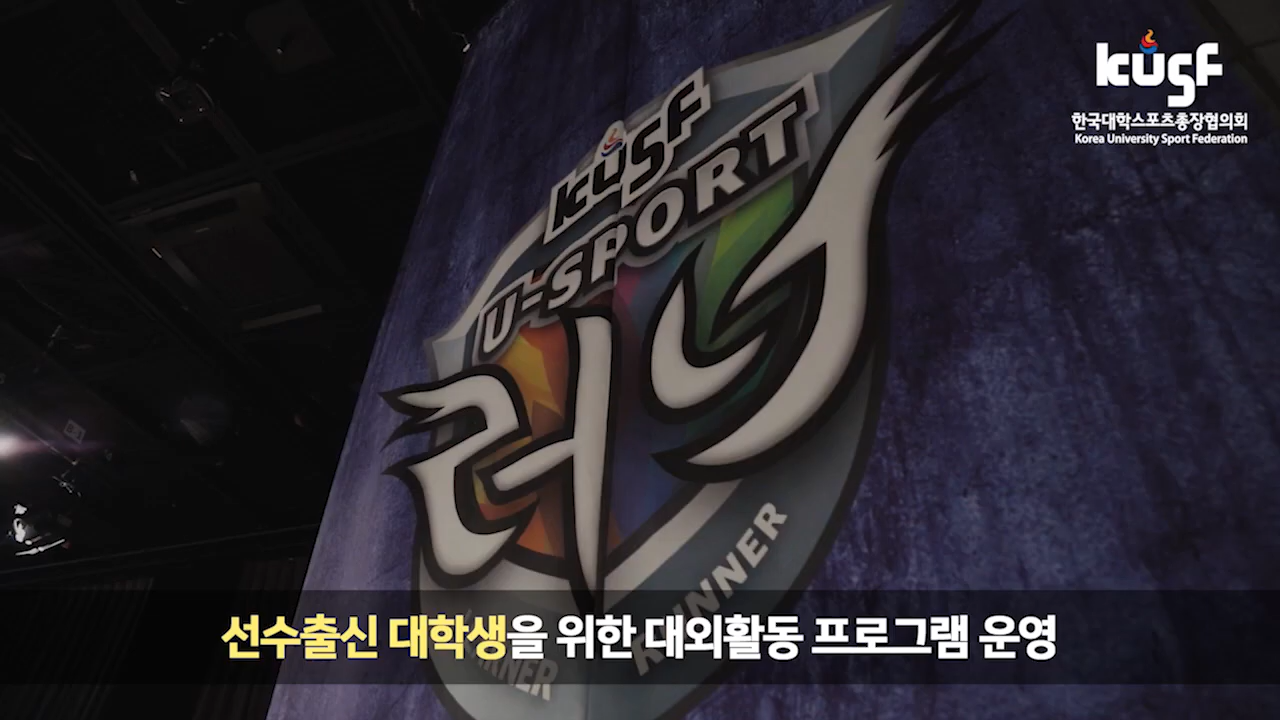 kusf
한국대학스포츠총장협의회
Korea University Sport Federation
kusf
U-SPORT
러너
RUNNER
선수출신 대학생을 위한 대외활동 프로그램 운영